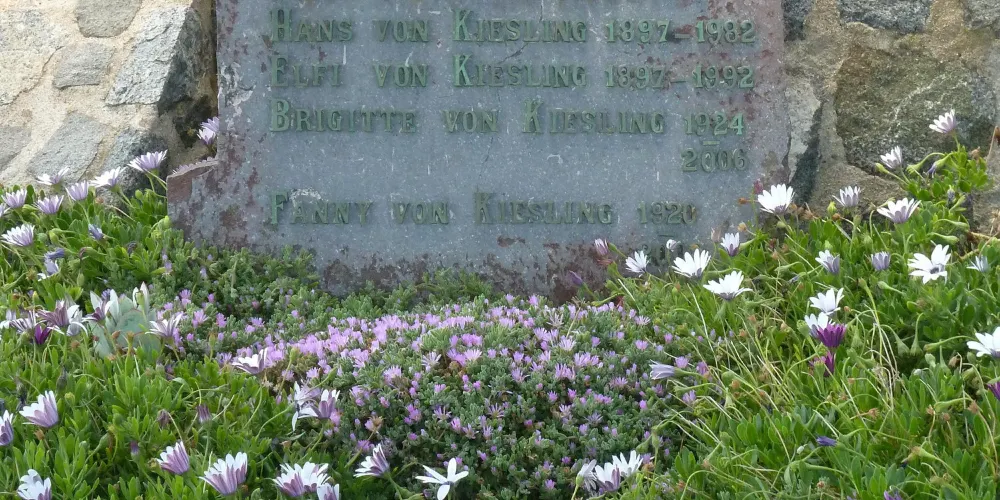 Hans von Kiesling 1897–1982
Elfi von Kiesling 1897–1992
Brigitte von Kiesling 1924 –
2006
Fanny von Kiesling 1920 –